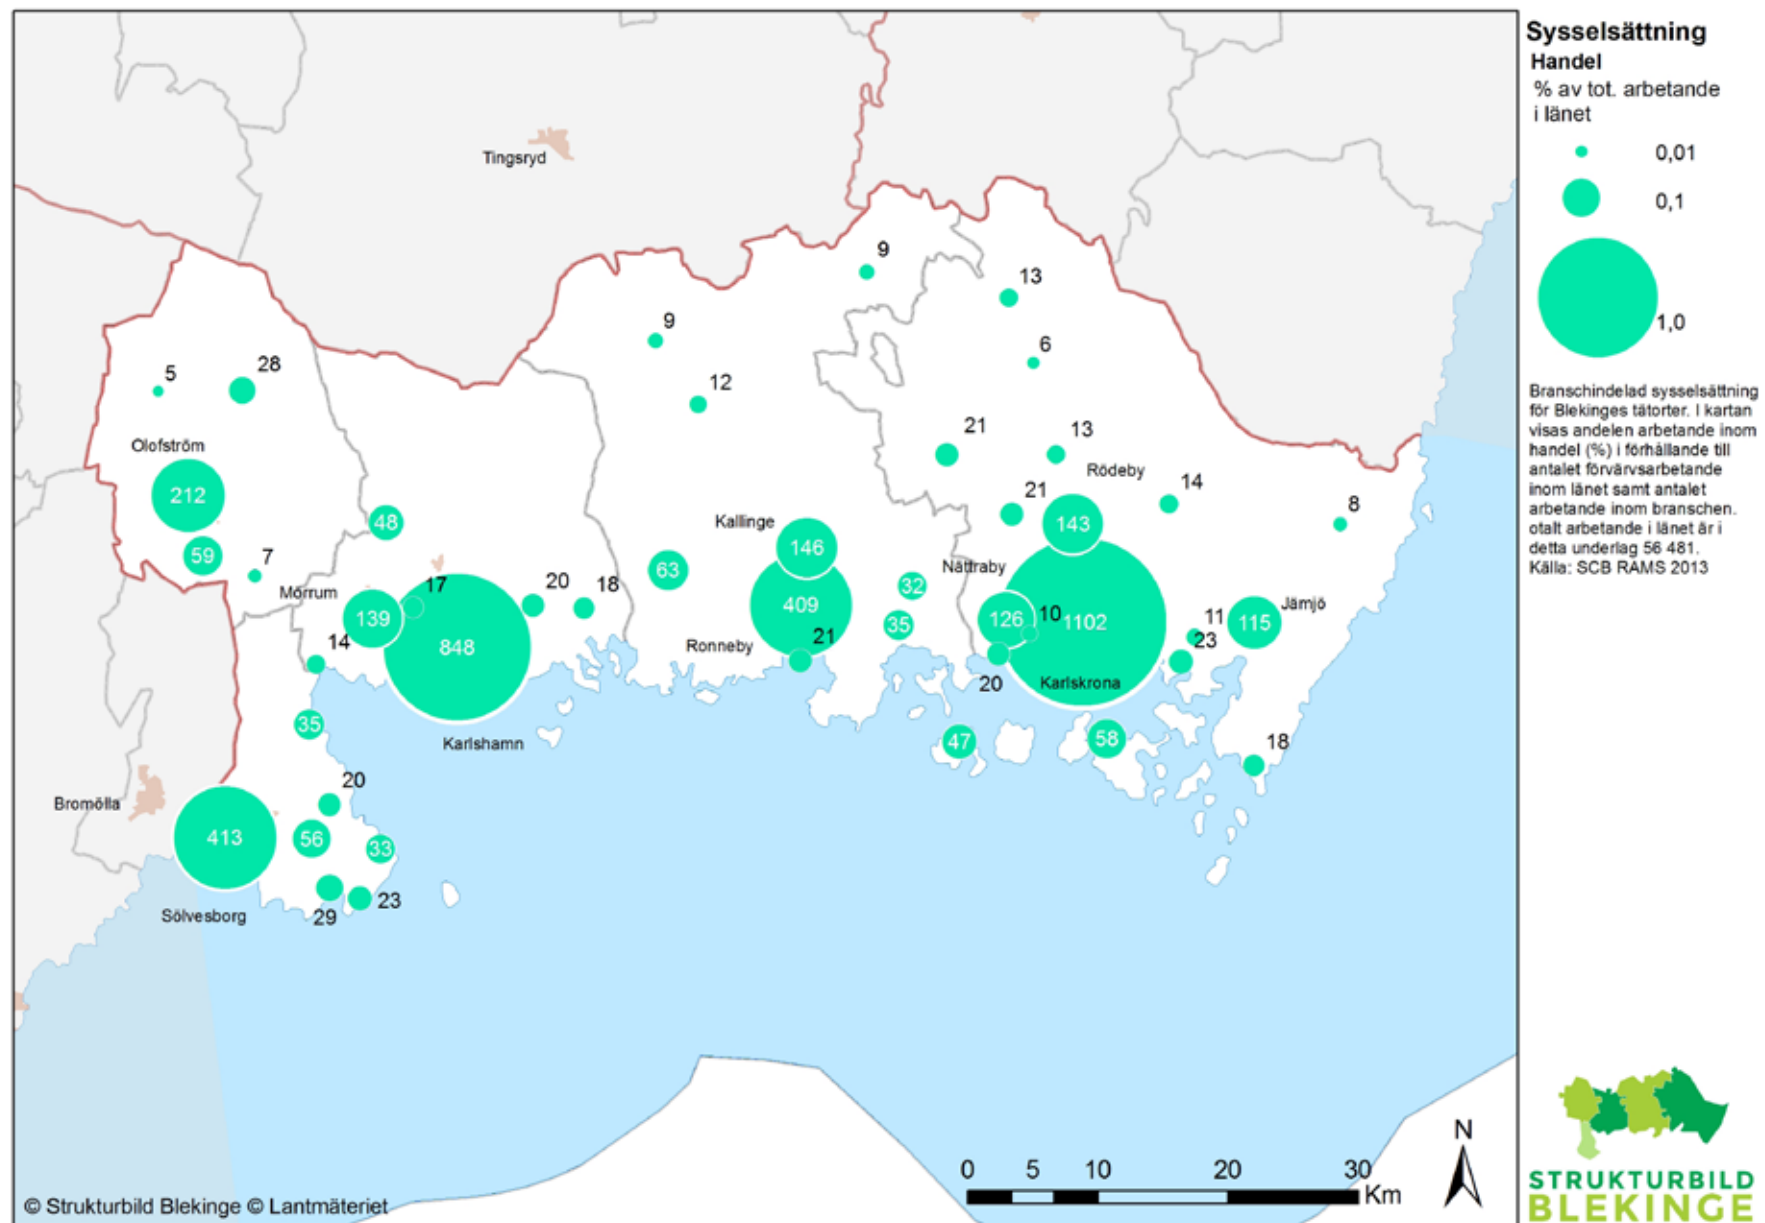 Sysselsättning
Handel
% av tot. arbetande
i länet
0,01
0,1
1,0
Branschindelad sysselsättning
för Blekinges tätorter. I kartan
visas andelen arbetande inom
handel (%) i förhållande till
antalet förvärvsarbetande
inom länet samt antalet
arbetande inom branschen.
otalt arbetande i länet är i
detta underlag 56 481.
Källa: SCB RAMS 2013
Tingsryd
9
13
9
6
5
28
12
Olofström
21
13
Rödeby
212
14
48
21
8
Kallinge
143
59
146
7
63
Nättraby
Mörrum
17
20
18
32
139
409
126
10
1102
115
Jämjö
11
35
848
Ronneby
21
23
14
20
Karlskrona
35
Karlshamn
47
58
18
Bromölla
20
413
56
33
29
23
Sölvesborg
N
0 5 10 20 30
Km
© Strukturbild Blekinge © Lantmäteriet
STRUKTURBILD
BLEKINGE